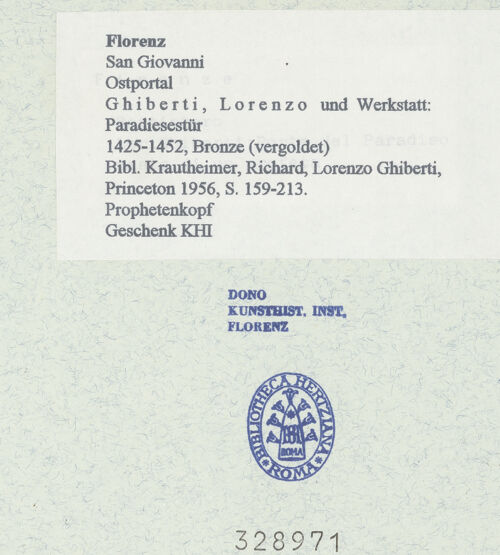 Florenz
San Giovanni
Ostportal
Ghiberti, Lorenzo und Werkstatt:
Paradiesestür
1425-1452, Bronze (vergoldet)
Bibl. Krautheimer, Richard, Lorenzo Ghiberti,
Princeton 1956, S. 159-213.
Prophetenkopf
Geschenk KHI
DONO
KUNSTHIST. INST.
FLORENZ
BIBLIOTHECA HERTZIANA
ROMA
ROMA
328971